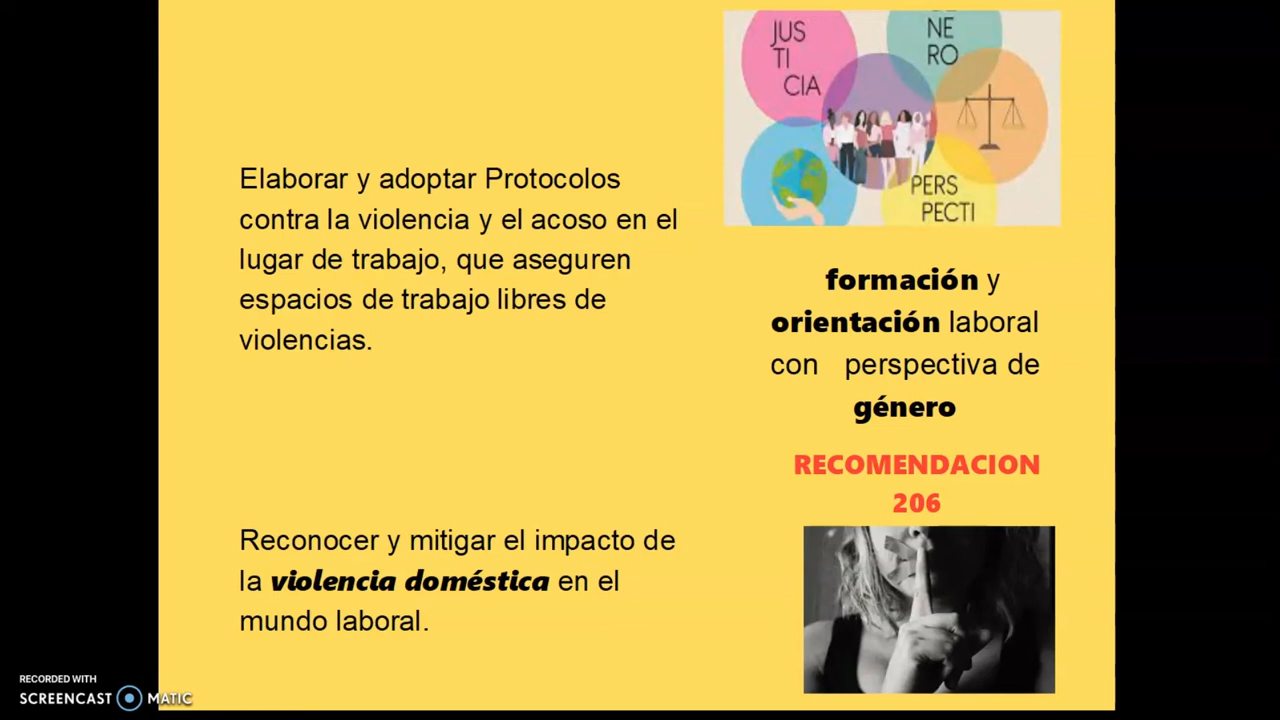 Elaborar y adoptar Protocolos
contra la violencia y el acoso en el
lugar de trabajo, que aseguren
espacios de trabajo libres de
violencias.
Reconocer y mitigar el impacto de
la violencia doméstica en el
mundo laboral.
JUS
TI
CIA
NE
RO
PERS
PECTI
formación y
orientación laboral
con perspectiva de
género
RECOMENDACION
206
RECORDED WITH
SCREENCAST MATIC